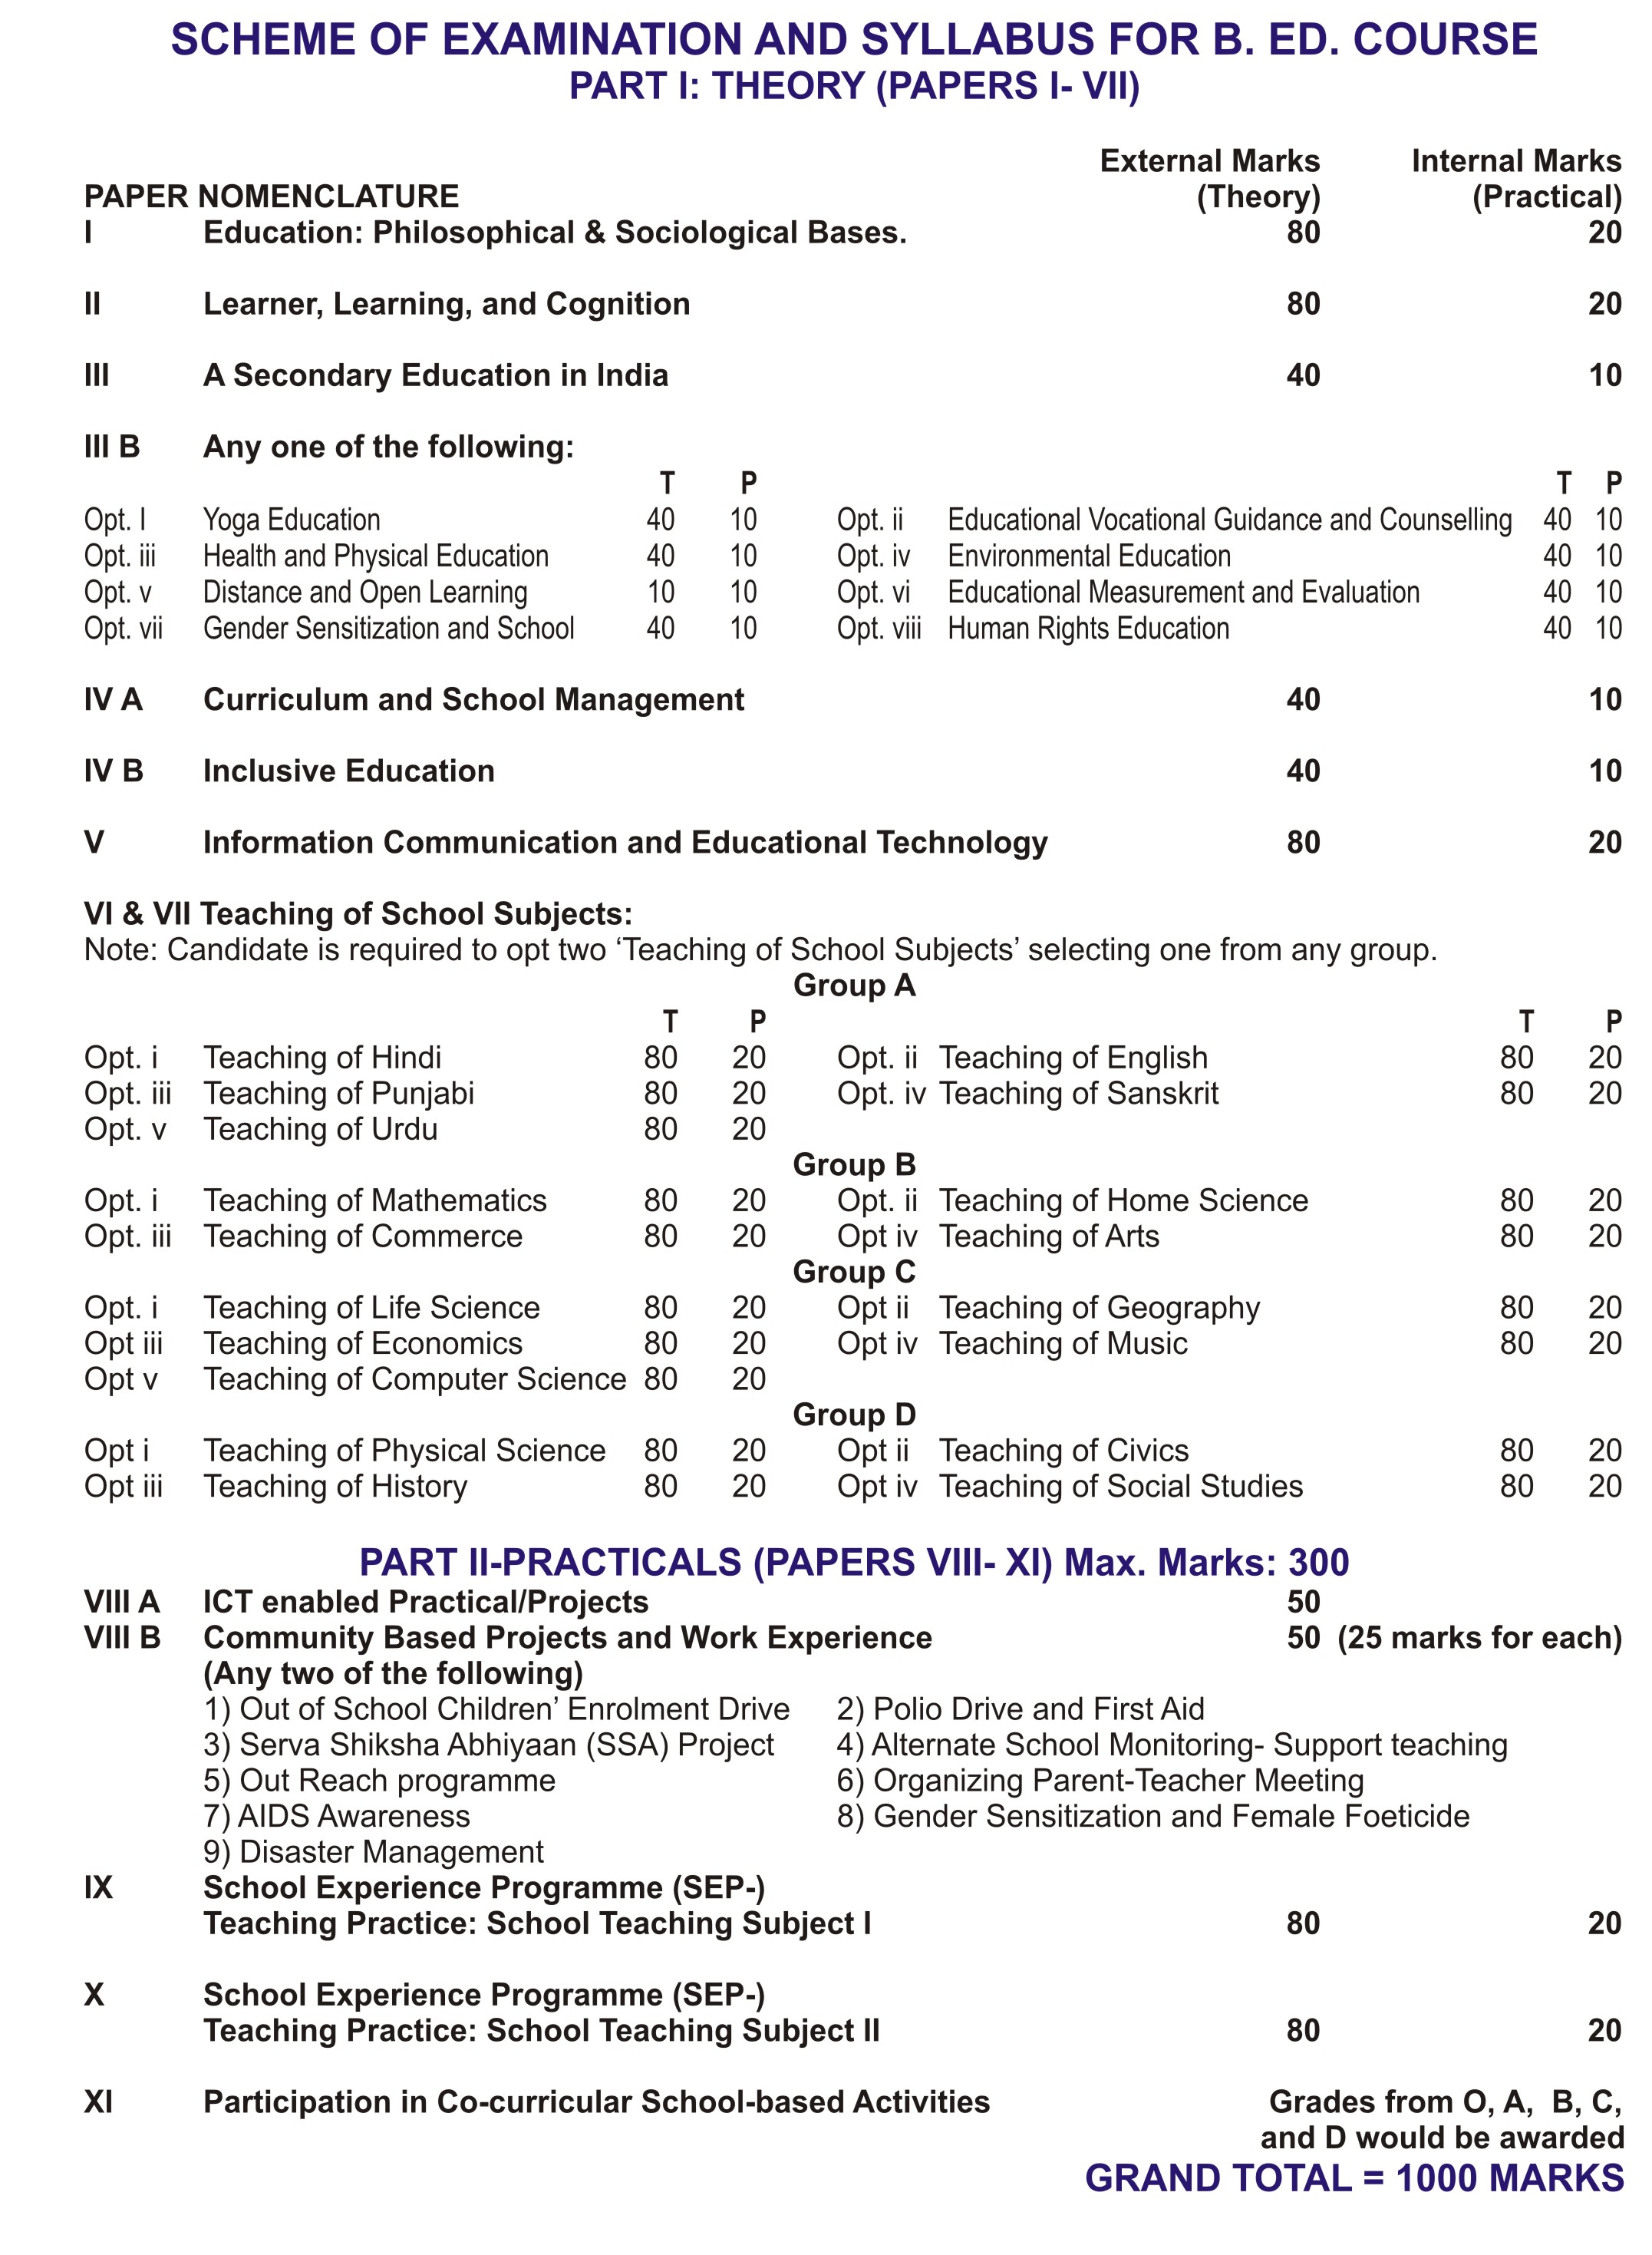 SCHEME OF EXAMINATION AND SYLLABUS FOR B. ED. COURSE
PART I: THEORY (PAPERS I- VII)
External Marks Internal Marks
PAPER NOMENCLATURE (Theory) (Practical)
I Education: Philosophical & Sociological Bases. 80 20
II Learner, Learning, and Cognition 80 20
III A Secondary Education in India 40 10
III B Any one of the following:
T P T P
Opt. I Yoga Education 40 10 Opt. ii Educational Vocational Guidance and Counselling 40 10
Opt. iii Health and Physical Education 40 10 Opt. iv Environmental Education 40 10
Opt. v Distance and Open Learning 10 10 Opt. vi Educational Measurement and Evaluation 40 10
Opt. vii Gender Sensitization and School 40 10 Opt. viii Human Rights Education 40 10
IV A Curriculum and School Management 40 10
IV B Inclusive Education 40 10
V Information Communication and Educational Technology 80 20
VI & VII Teaching of School Subjects:
Note: Candidate is required to opt two ‘Teaching of School Subjects’ selecting one from any group.
Group A
T P T P
Opt. i Teaching of Hindi 80 20 Opt. ii Teaching of English 80 20
Opt. iii Teaching of Punjabi 80 20 Opt. iv Teaching of Sanskrit 80 20
Opt. v Teaching of Urdu 80 20
Group B
Opt. i Teaching of Mathematics 80 20 Opt. ii Teaching of Home Science 80 20
Opt. iii Teaching of Commerce 80 20 Opt iv Teaching of Arts 80 20
Group C
Opt. i Teaching of Life Science 80 20 Opt ii Teaching of Geography 80 20
Opt iii Teaching of Economics 80 20 Opt iv Teaching of Music 80 20
Opt v Teaching of Computer Science 80 20
Group D
Opt i Teaching of Physical Science 80 20 Opt ii Teaching of Civics 80 20
Opt iii Teaching of History 80 20 Opt iv Teaching of Social Studies 80 20
PART II-PRACTICALS (PAPERS VIII- XI) Max. Marks: 300
VIII A ICT enabled Practical/Projects 50
VIII B Community Based Projects and Work Experience 50 (25 marks for each)
(Any two of the following)
1) Out of School Children’ Enrolment Drive 2) Polio Drive and First Aid
3) Serva Shiksha Abhiyaan (SSA) Project 4) Alternate School Monitoring- Support teaching
5) Out Reach programme 6) Organizing Parent-Teacher Meeting
7) AIDS Awareness 8) Gender Sensitization and Female Foeticide
9) Disaster Management
IX School Experience Programme (SEP-)
Teaching Practice: School Teaching Subject I 80 20
X School Experience Programme (SEP-)
Teaching Practice: School Teaching Subject II 80 20
XI Participation in Co-curricular School-based Activities Grades from O, A, B, C,
and D would be awarded
GRAND TOTAL = 1000 MARKS